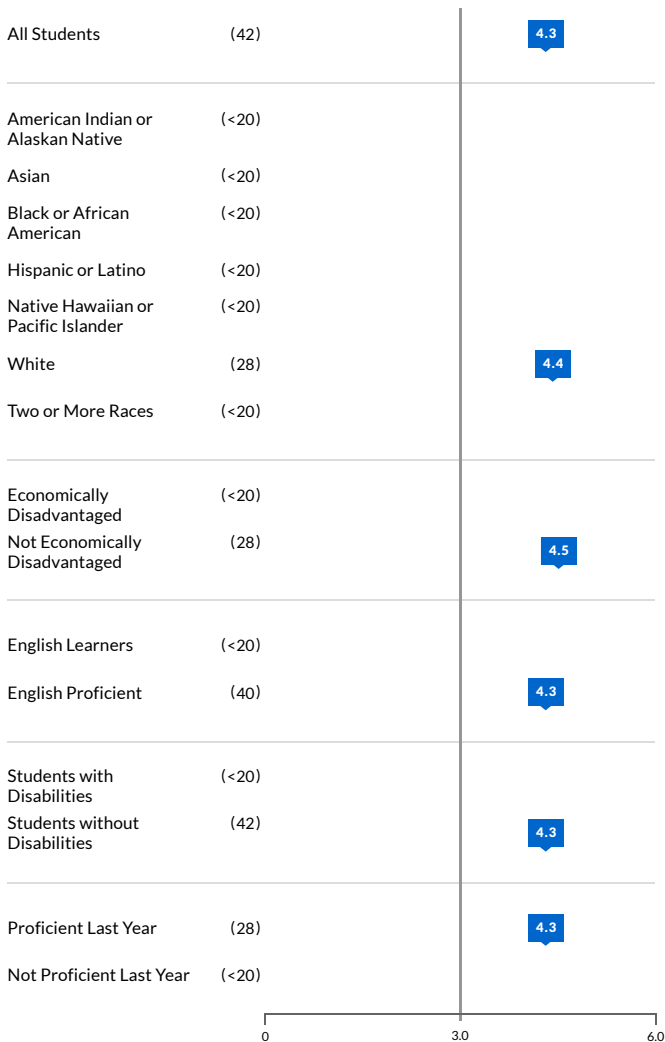 All Students (42) 4.3
American Indian or (<20)
Alaskan Native
Asian (<20)
Black or African (<20)
American
Hispanic or Latino (<20)
Native Hawaiian or (<20)
Pacific Islander
White (28) 4.4
Two or More Races (<20)
Economically (<20)
Disadvantaged
Not Economically (28) 4.5
Disadvantaged
English Learners (<20)
English Proficient (40) 4.3
Students with (<20)
Disabilities
Students without (42) 4.3
Disabilities
Proficient Last Year (28) 4.3
Not Proficient Last Year (<20)
0 3.0 6.0